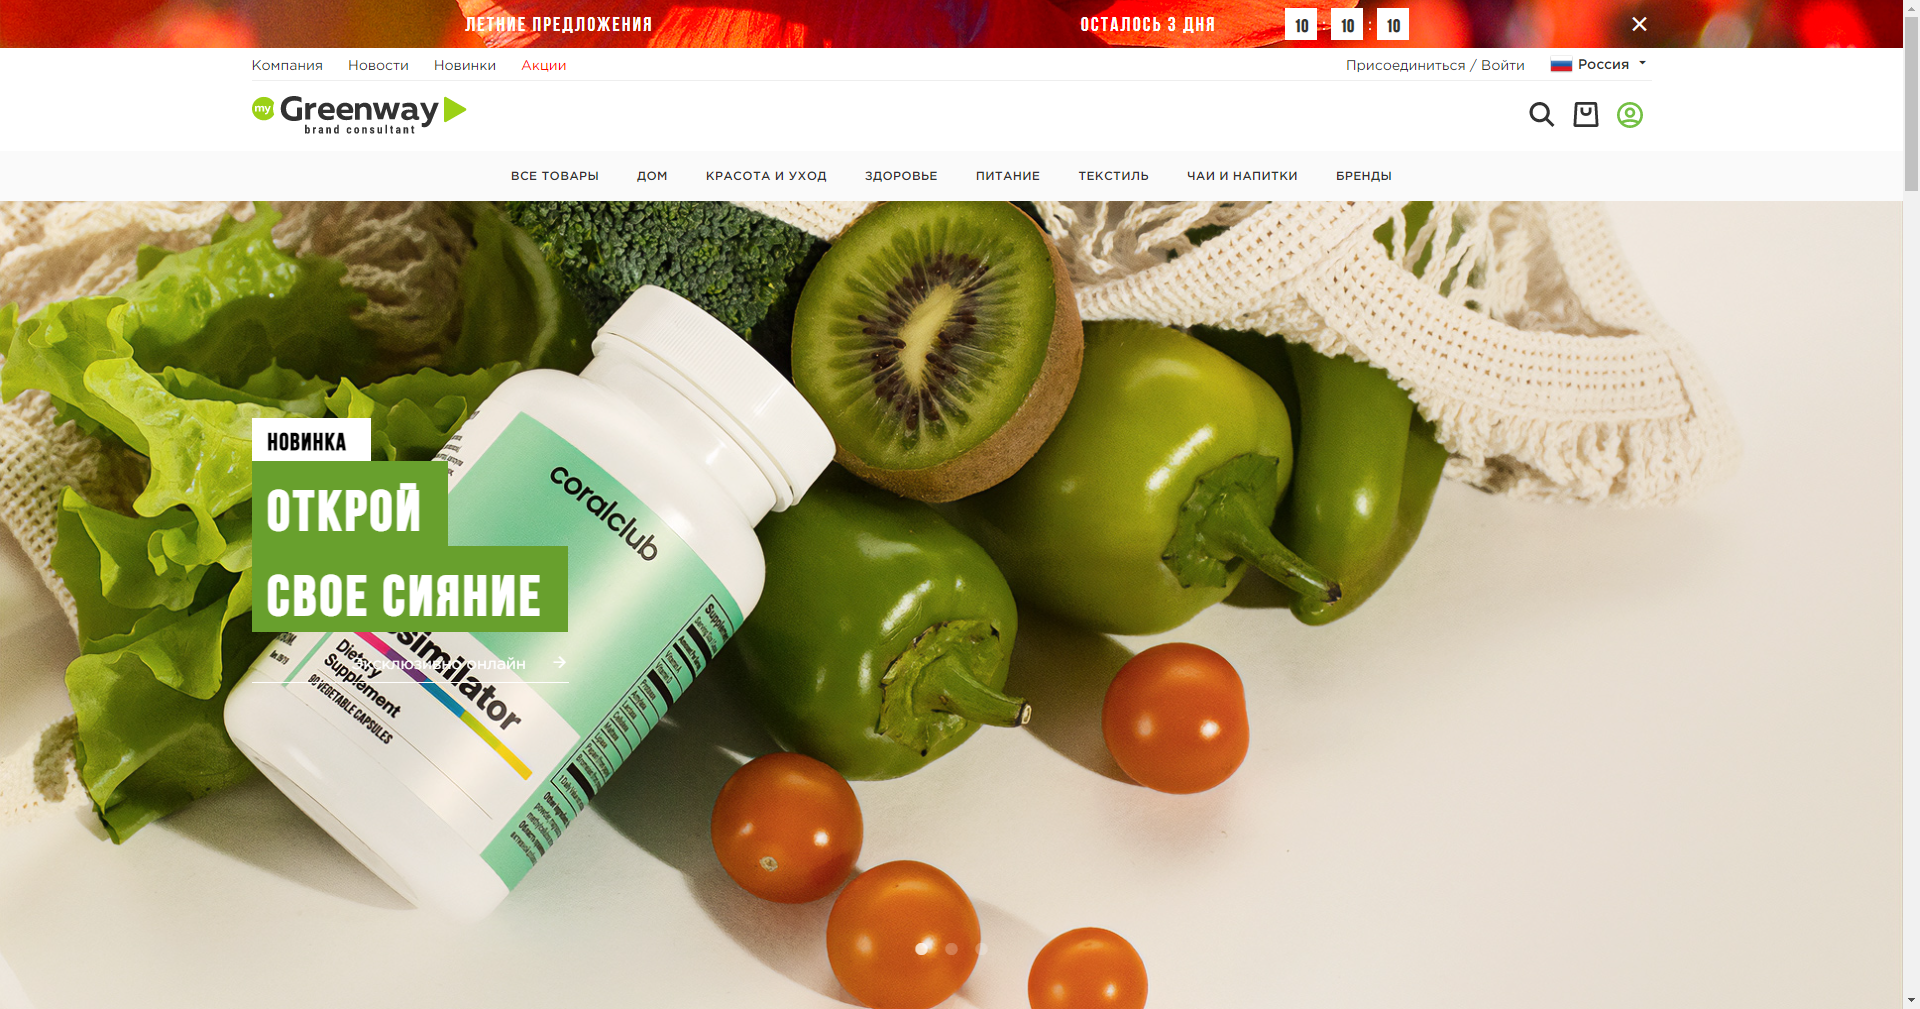 ЛЕТНИЕ ПРЕДЛОЖЕНИЯ
ОСТАЛОСЬ 3 ДНЯ
10 : 10 : 10
Компания
Новости
Новинки
Акции
Присоединиться / Войти
Россия
my Greenway
brand consultant
ВСЕ ТОВАРЫ
ДОМ
КРАСОТА И УХОД
ЗДОРОВЬЕ
ПИТАНИЕ
ТЕКСТИЛЬ
ЧАИ И НАПИТКИ
БРЕНДЫ
НОВИНКА
ОТКРОЙ
СВОЕ СИЯНИЕ
Эксклюзивно онлайн
coralclub
Dietary
Supplement
90 VEGETABLE CAPSULES